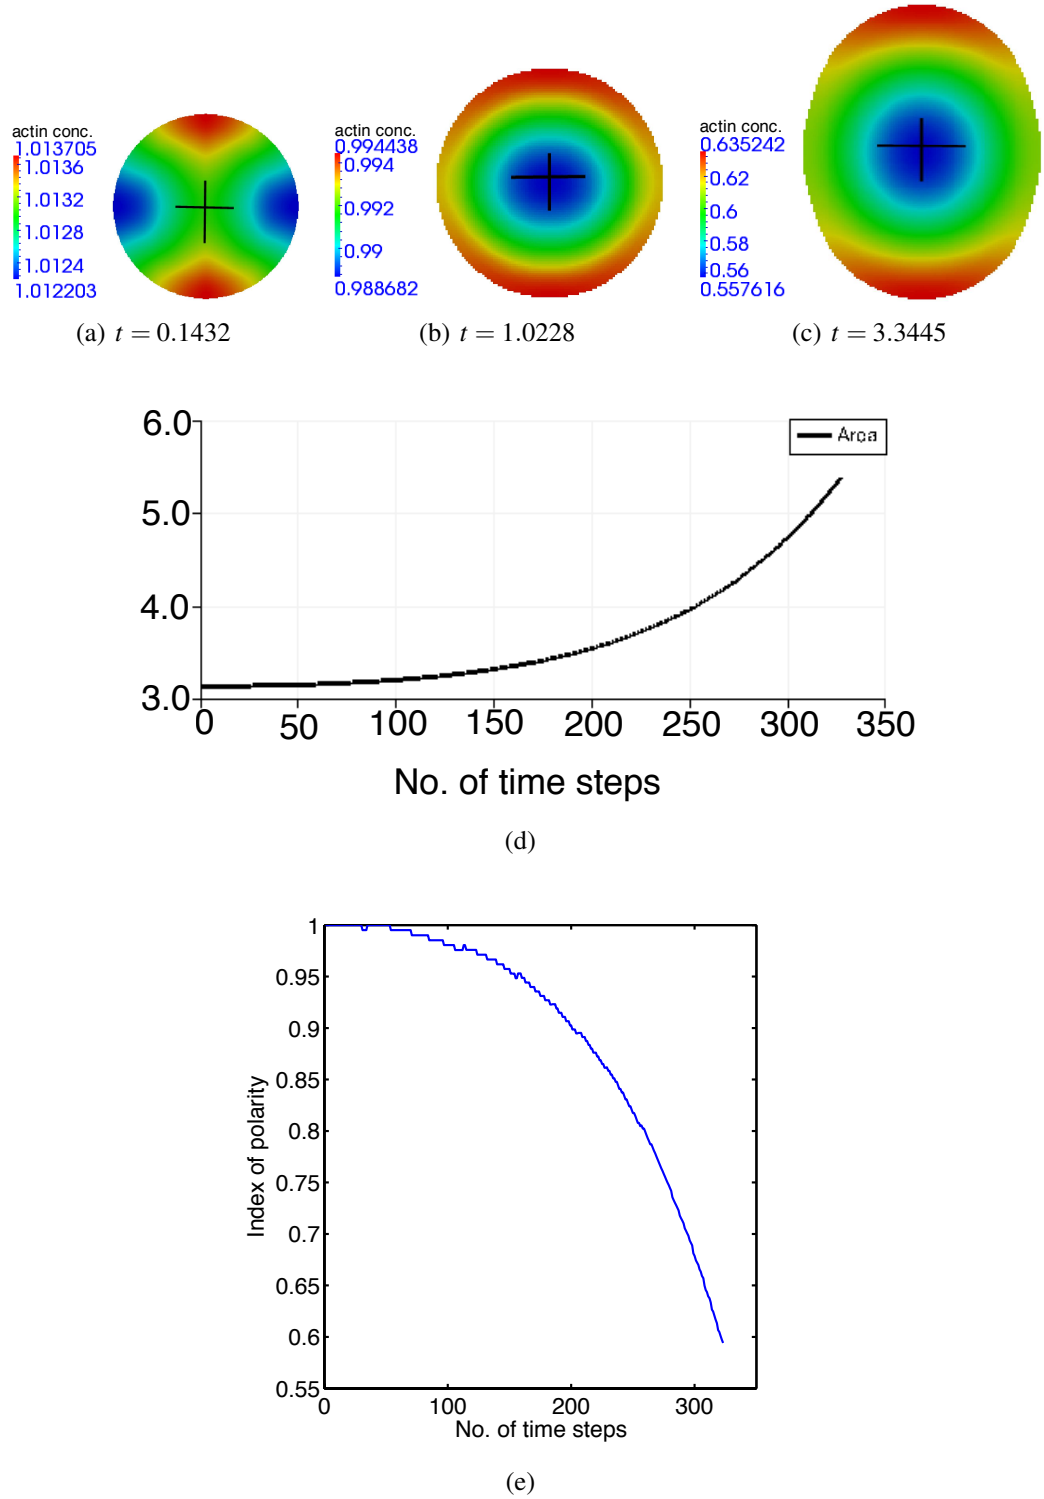 actin conc.
1.013705
1.0136
1.0132
1.0128
1.0124
1.012203
actin conc.
0.994438
0.994
0.992
0.99
0.988682
actin conc.
0.635242
0.62
0.6
0.58
0.56
0.557616
(a) t = 0.1432
(b) t = 1.0228
(c) t = 3.3445
6.0
5.0
4.0
3.0
Area
0 50 100 150 200 250 300 350
No. of time steps
(d)
1
0.95
0.9
0.85
0.8
0.75
0.7
0.65
0.6
0.55
Index of polarity
0 100 200 300
No. of time steps
(e)